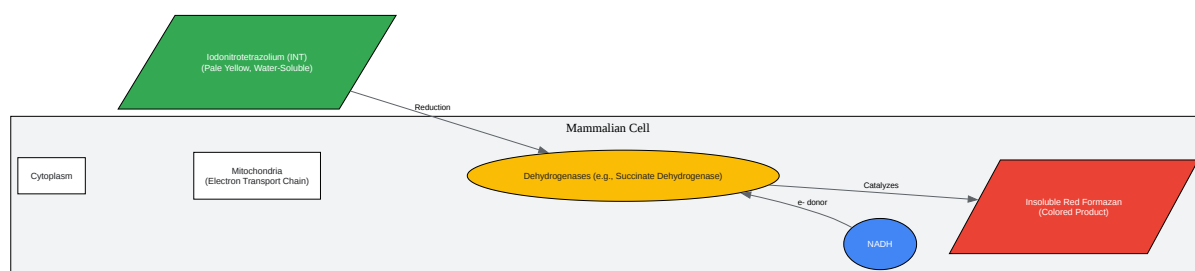 Iodonitrotetrazolium (INT)
(Pale Yellow, Water-Soluble)
Reduction
Mammalian Cell
Cytoplasm
Mitochondria
(Electron Transport Chain)
Dehydrogenases (e.g., Succinate Dehydrogenase)
Catalyzes
e- donor
NADH
Insoluble Red Formazan
(Colored Product)